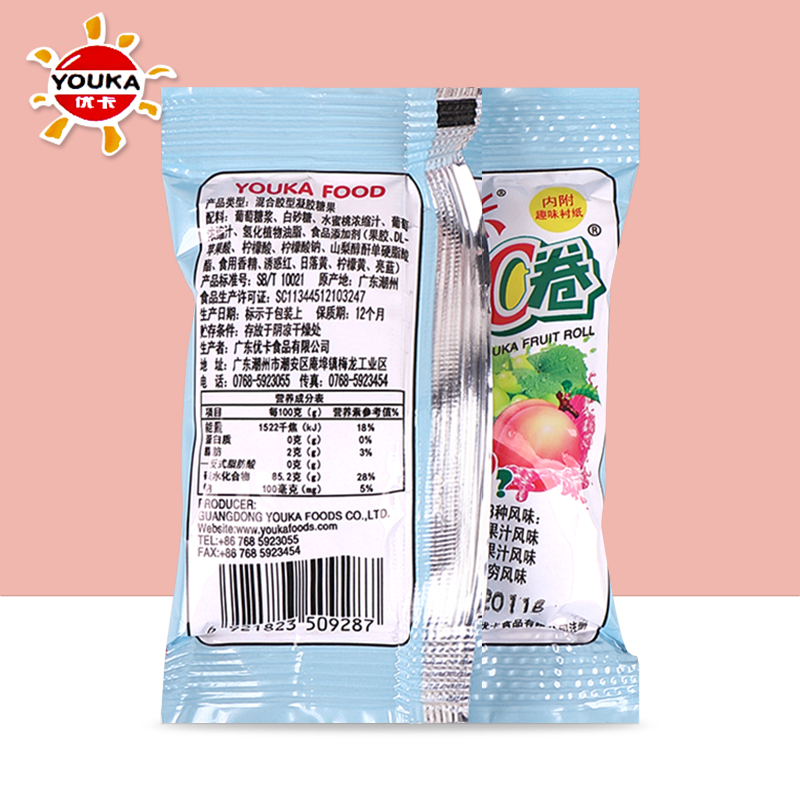 YOUKA
优卡
YOUKA FOOD
产品类型：混合胶型凝胶糖果
配料：葡萄糖浆、白砂糖、水蜜桃浓缩汁、葡萄
缩汁、氢化植物油脂、食品添加剂（果胶、DL-
苹果酸、柠檬酸、柠檬酸钠、山梨醇酐单硬脂酸
酯、食用香精、诱惑红、日落黄、柠檬黄、亮蓝）
产品标准号：SB/T 10021 原产地：广东潮州
食品生产许可证：SC11344512103247
生产日期：标示于包装上 保质期：12个月
贮存条件：存放于阴凉干燥处
生产者：广东优卡食品有限公司
地 址：广东潮州市潮安区庵埠镇梅龙工业区
电 话：0768-5923055 传真：0768-5923454
营养成分表
项目 每100克（g） 营养素参考值%
能量 1522千焦（kJ） 18%
蛋白质 0克（g） 0%
脂肪 2克（g） 3%
反式脂肪酸 0克（g）
碳水化合物 85.2克（g） 28%
100毫克（mg） 5%
PRODUCER:
GUANGDONG YOUKA FOODS CO.,LTD.
Website:www.youkafoods.com
TEL:+86 768 5923055
FAX:+86 768 5923454
6 921823 509287
®
内附
趣味衬纸
®
C卷
UKA FRUIT ROLL
?
3种风味：
果汁风味
果汁风味
风味
2011